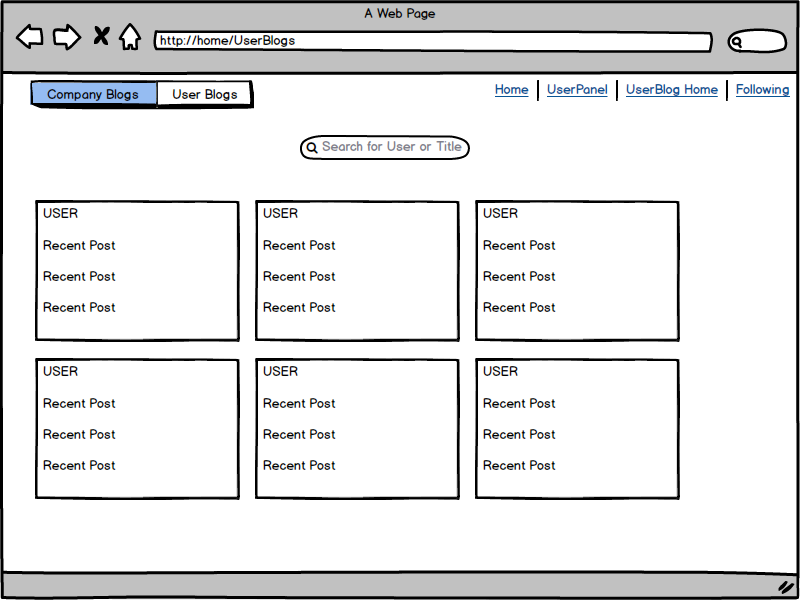 A Web Page
http://home/UserBlogs
Company Blogs User Blogs
Home UserPanel UserBlog Home Following
Search for User or Title
USER USER USER
Recent Post Recent Post Recent Post
Recent Post Recent Post Recent Post
Recent Post Recent Post Recent Post
USER USER USER
Recent Post Recent Post Recent Post
Recent Post Recent Post Recent Post
Recent Post Recent Post Recent Post